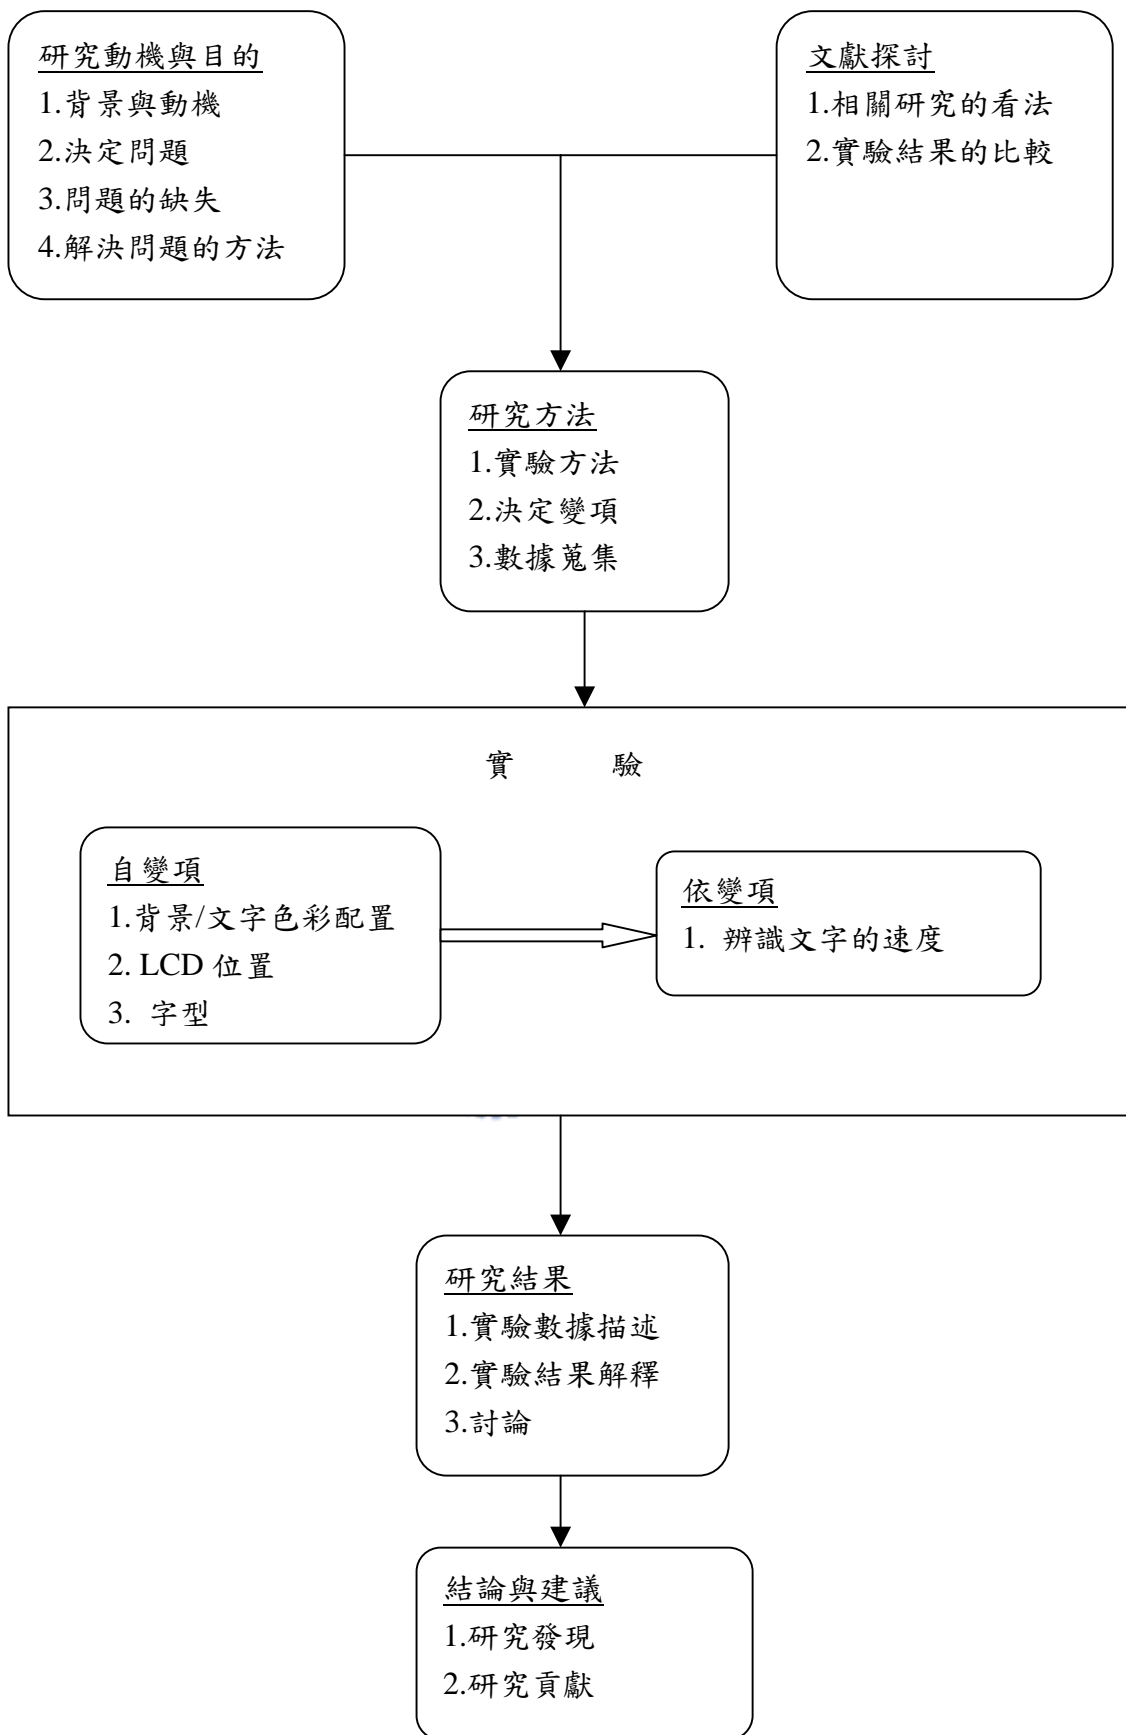 研究動機與目的
1.背景與動機
2.決定問題
3.問題的缺失
4.解決問題的方法
文獻探討
1.相關研究的看法
2.實驗結果的比較
研究方法
1.實驗方法
2.決定變項
3.數據蒐集
實 驗
自變項
1.背景/文字色彩配置
2. LCD 位置
3. 字型
依變項
1. 辨識文字的速度
研究結果
1.實驗數據描述
2.實驗結果解釋
3.討論
結論與建議
1.研究發現
2.研究貢獻